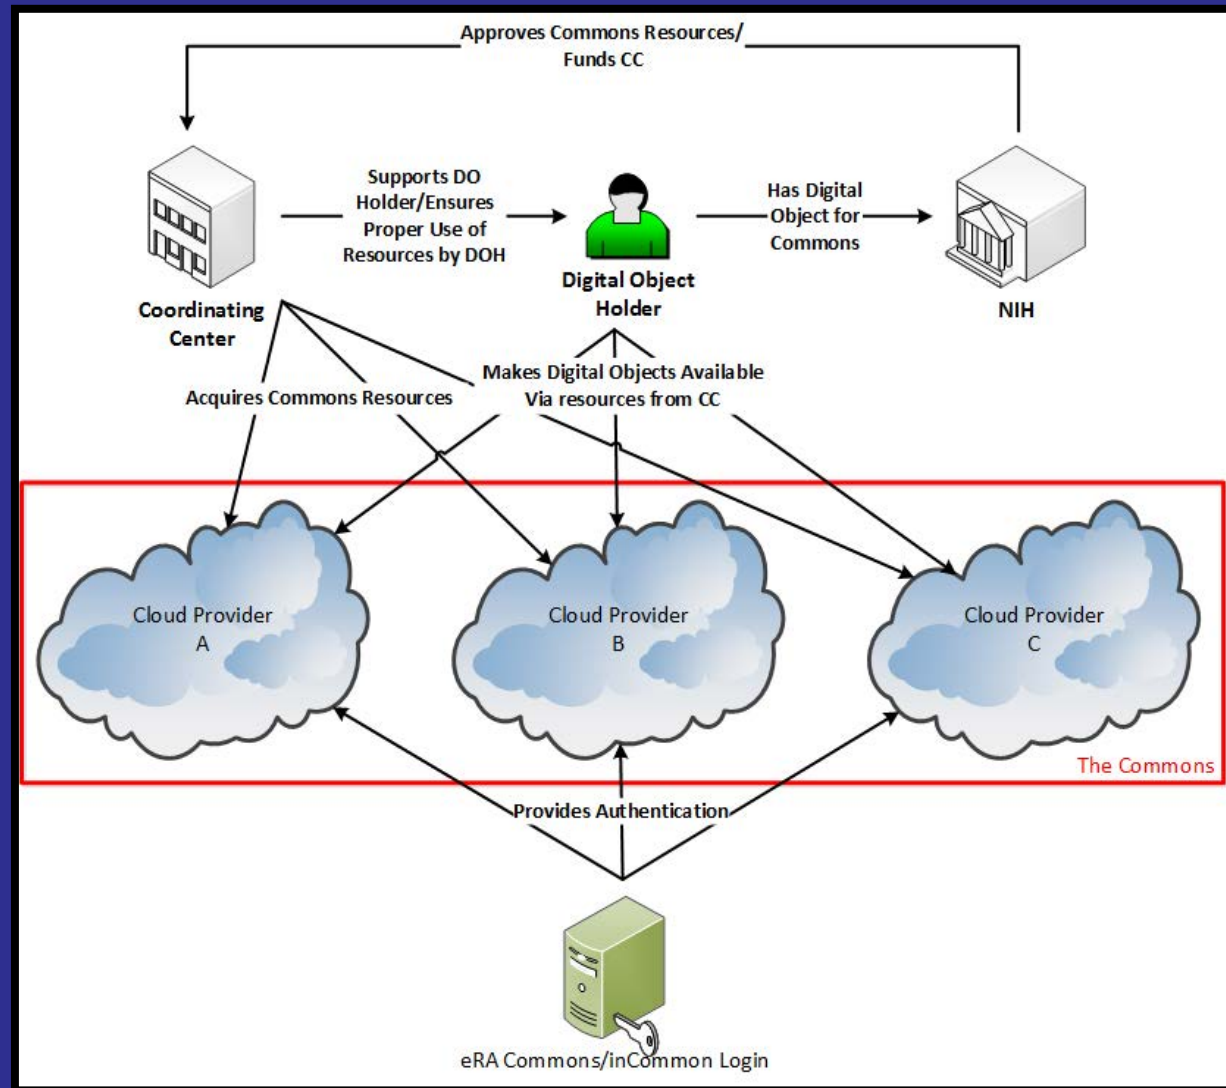 Approves Commons Resources/
Funds CC
Supports DO
Holder/Ensures
Proper Use of
Resources by DOH
Has Digital
Object for
Commons
Coordinating
Center
Digital Object
Holder
NIH
Acquires Commons Resources
Makes Digital Objects Available
Via resources from CC
Cloud Provider
A
Cloud Provider
B
Cloud Provider
C
The Commons
Provides Authentication
eRA Commons/inCommon Login